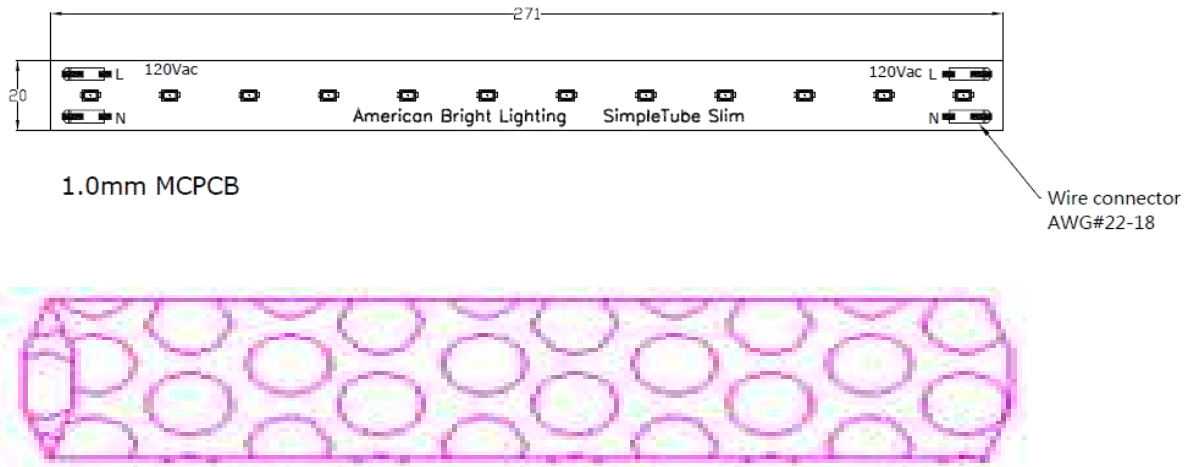 271
120Vac
120Vac
L
L
20
American Bright Lighting SimpleTube Slim
N
N
1.0mm MCPCB
Wire connector
AWG#22-18